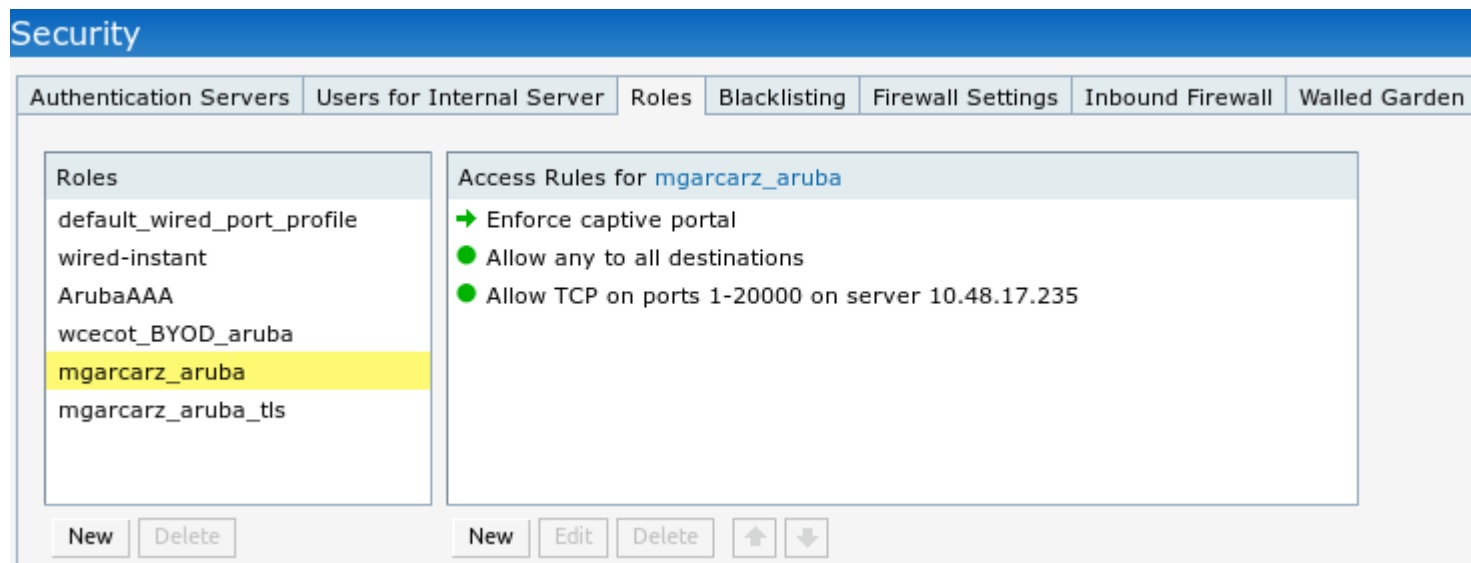 Security
Authentication Servers Users for Internal Server Roles Blacklisting Firewall Settings Inbound Firewall Walled Garden
Roles
default_wired_port_profile
wired-instant
ArubaAAA
wcecot_BYOD_aruba
mgarcarz_aruba
mgarcarz_aruba_tls
New Delete
Access Rules for mgarcarz_aruba
Enforce captive portal
Allow any to all destinations
Allow TCP on ports 1-20000 on server 10.48.17.235
New Edit Delete